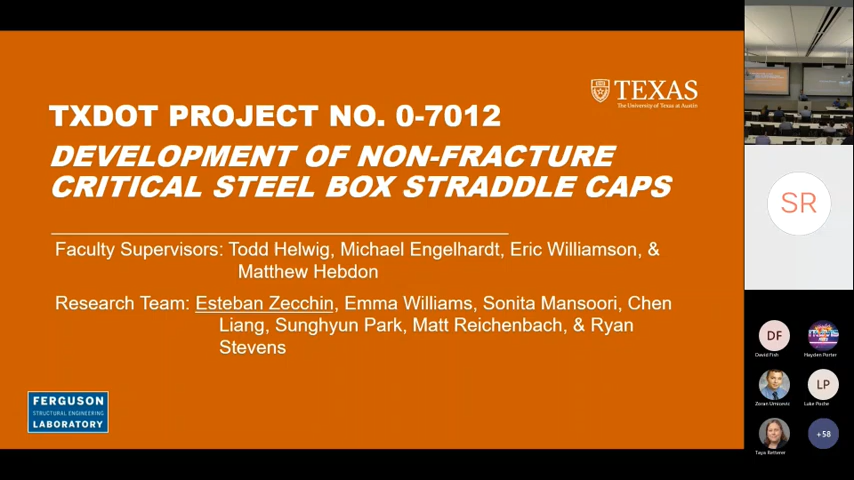 TEXAS
The University of Texas at Austin
TXDOT PROJECT NO. 0-7012
DEVELOPMENT OF NON-FRACTURE
CRITICAL STEEL BOX STRADDLE CAPS
Faculty Supervisors: Todd Helwig, Michael Engelhardt, Eric Williamson, &
Matthew Hebdon
Research Team: Esteban Zecchin, Emma Williams, Sonita Mansoori, Chen
Liang, Sunghyun Park, Matt Reichenbach, & Ryan
Stevens
FERGUSON
STRUCTURAL ENGINEERING
LABORATORY
SR
DF
David Fish
Hayden Porter
LP
Luke
+58